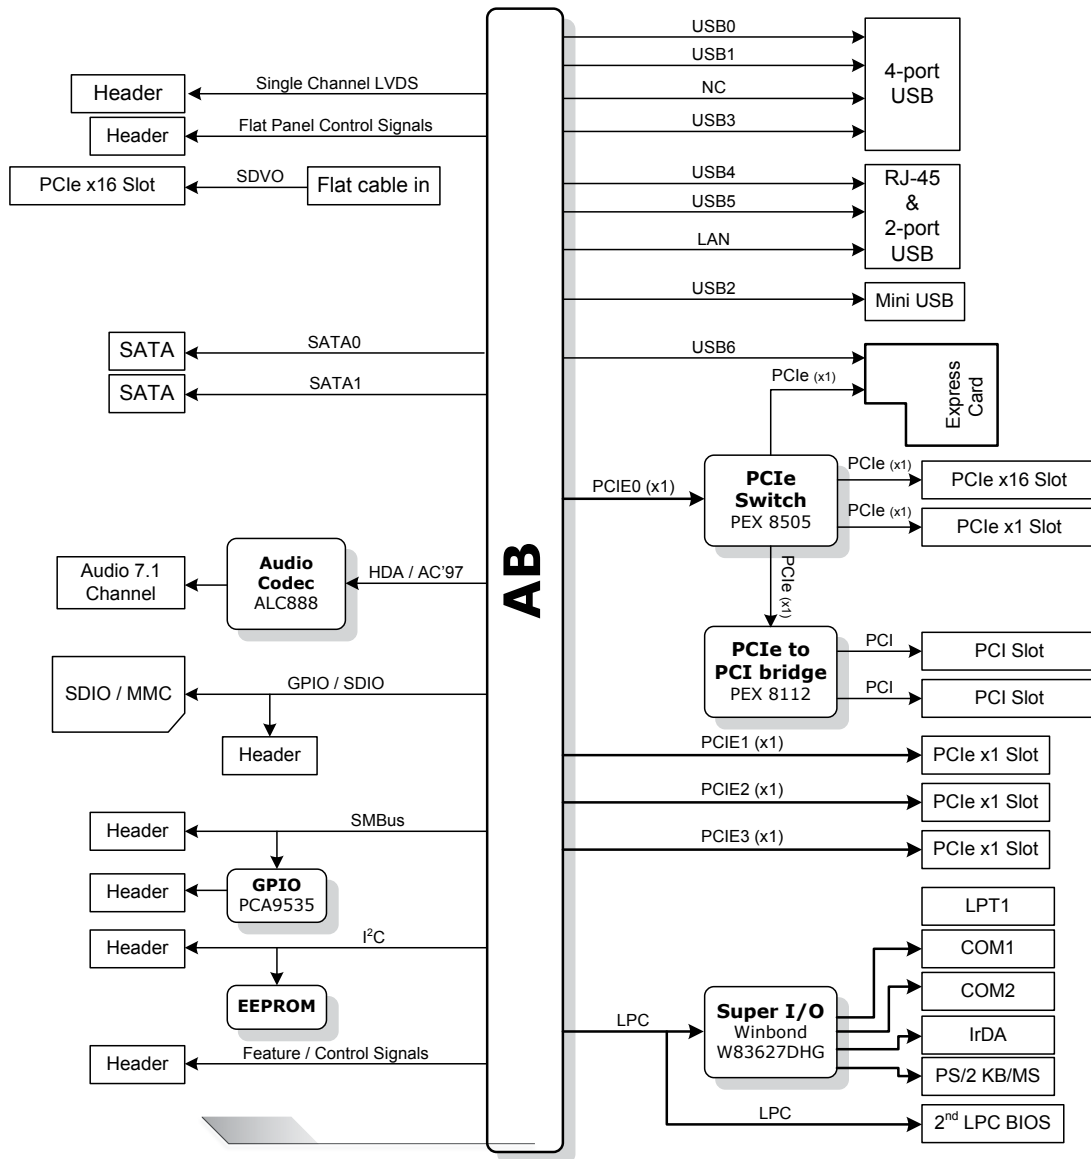 Single Channel LVDS
Header
Flat Panel Control Signals
Header
PCIe x16 Slot
SDVO
Flat cable in
SATA0
SATA
SATA1
SATA
Audio 7.1
Channel
Audio
Codec
ALC888
HDA / AC'97
SDIO / MMC
GPIO / SDIO
Header
Header
SMBus
Header
GPIO
PCA9535
Header
I²C
EEPROM
Header
Feature / Control Signals
AB
USB0
USB1
NC
USB3
4-port
USB
USB4
USB5
LAN
RJ-45
&
2-port
USB
USB2
Mini USB
USB6
PCIe (x1)
Express
Card
PCIE0 (x1)
PCIe
Switch
PEX 8505
PCIe (x1)
PCIe x16 Slot
PCIe (x1)
PCIe x1 Slot
PCIe (x1)
PCIe to
PCI bridge
PEX 8112
PCI
PCI Slot
PCI
PCI Slot
PCIE1 (x1)
PCIe x1 Slot
PCIE2 (x1)
PCIe x1 Slot
PCIE3 (x1)
PCIe x1 Slot
LPT1
COM1
COM2
IrDA
PS/2 KB/MS
LPC
Super I/O
Winbond
W83627DHG
LPC
2nd LPC BIOS